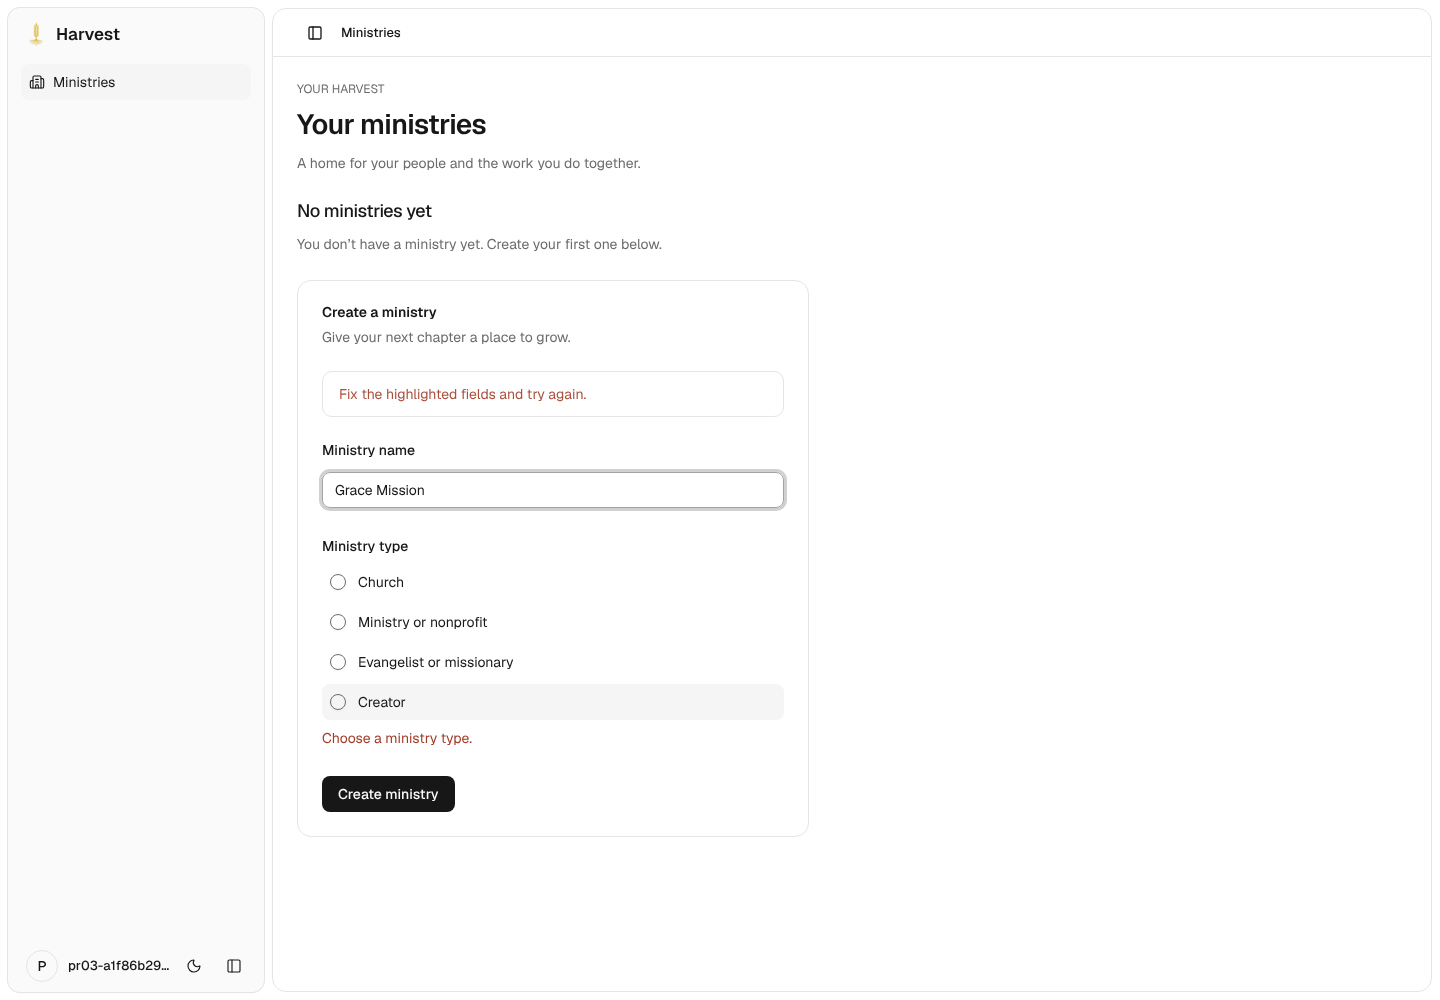 Harvest
Ministries
Ministries
YOUR HARVEST
Your ministries
A home for your people and the work you do together.
No ministries yet
You don’t have a ministry yet. Create your first one below.
Create a ministry
Give your next chapter a place to grow.
Fix the highlighted fields and try again.
Ministry name
Grace Mission
Ministry type
Church
Ministry or nonprofit
Evangelist or missionary
Creator
Choose a ministry type.
Create ministry
P
pr03-a1f86b29…